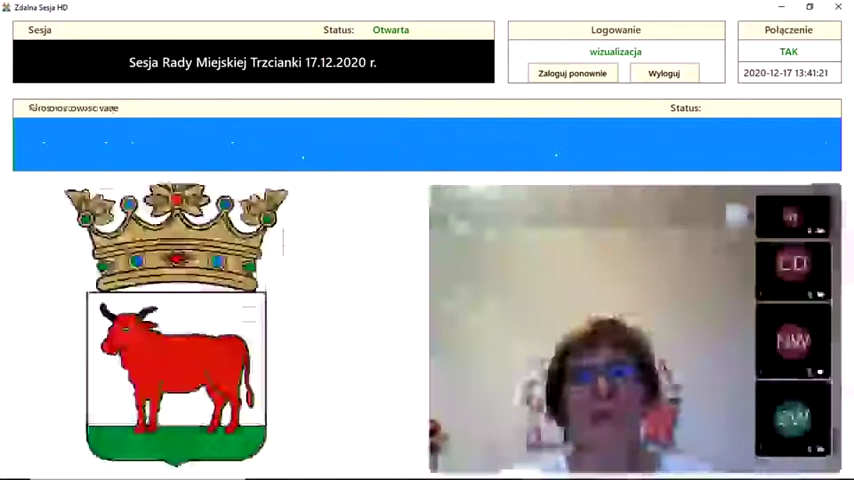 Zdalna Sesja HD
Sesja Status: Otwarta
Sesja Rady Miejskiej Trzcianki 17.12.2020 r.
Logowanie
wizualizacja
Zaloguj ponownie Wyloguj
Połączenie
TAK
2020-12-17 13:41:21
Status: